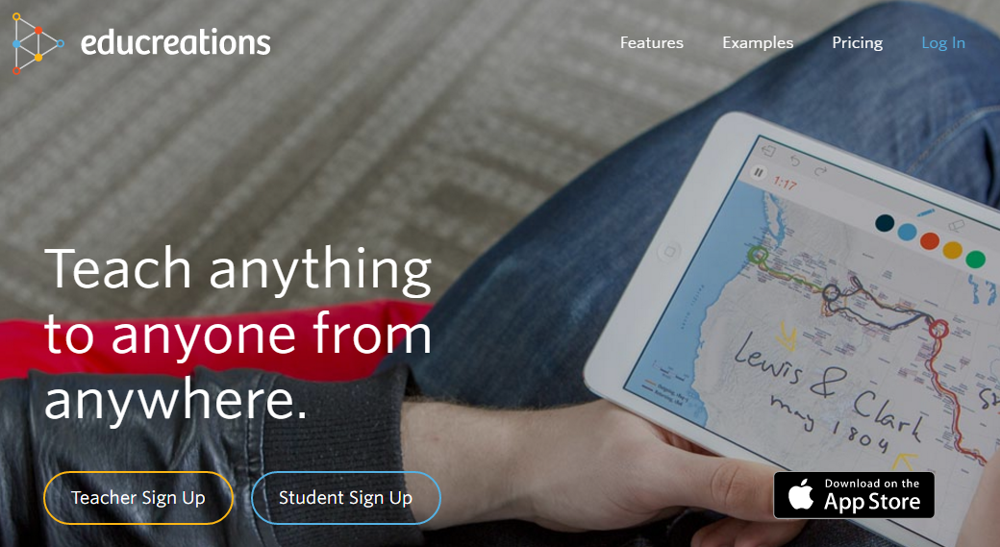 educreations
Features
Examples
Pricing
Log In
1:17
Teach anything
to anyone from
anywhere.
Lewis & Clark
may 1804
Teacher Sign Up
Student Sign Up
Download on the
App Store